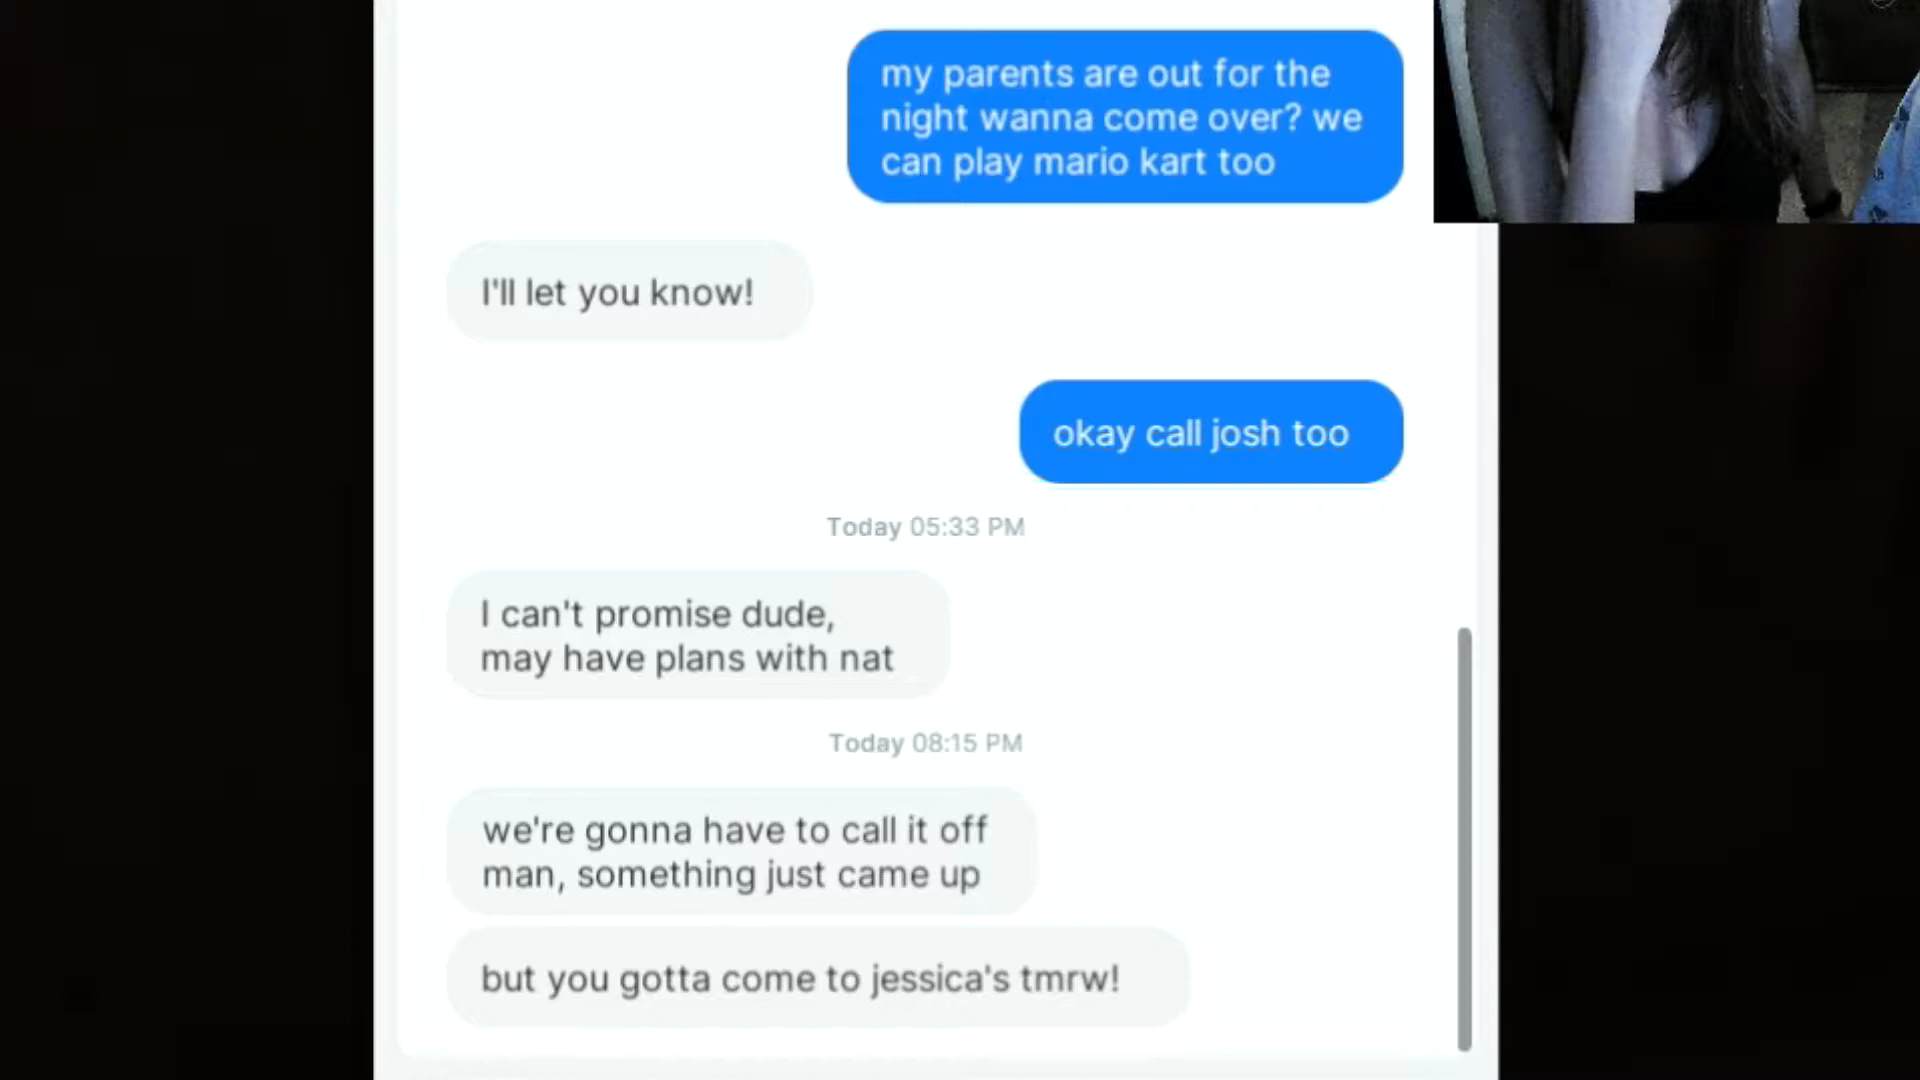 my parents are out for the
night wanna come over? we
can play mario kart too
I'll let you know!
okay call josh too
Today 05:33 PM
I can't promise dude,
may have plans with nat
Today 08:15 PM
we're gonna have to call it off
man, something just came up
but you gotta come to jessica's tmrw!